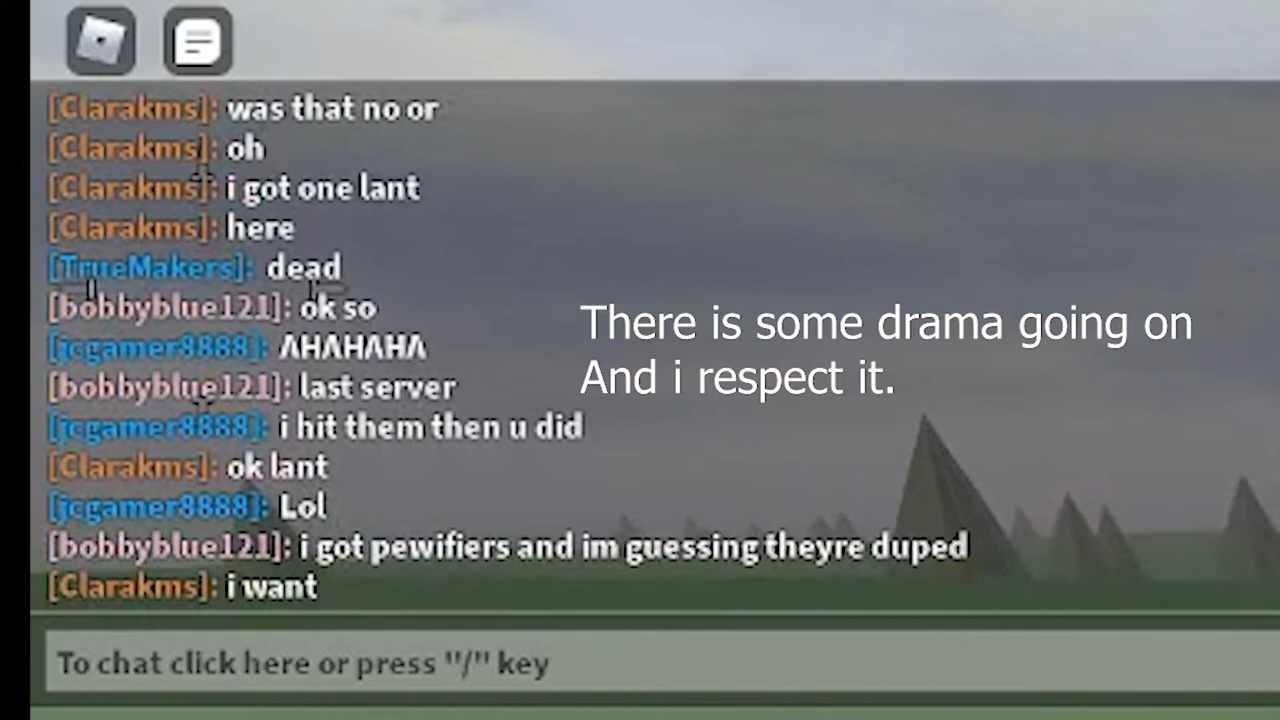 [Clarakms]: was that no or
[Clarakms]: oh
[Clarakms]: i got one lant
[Clarakms]: here
[TrueMakers]: dead
[bobbyblue121]: ok so
[jcgamer8888]: AHAHAHA
[bobbyblue121]: last server
[jcgamer8888]: i hit them then u did
[Clarakms]: ok lant
[jcgamer8888]: Lol
[bobbyblue121]: i got pewifiers and im guessing theyre duped
[Clarakms]: i want
There is some drama going on
And i respect it.
To chat click here or press "/" key